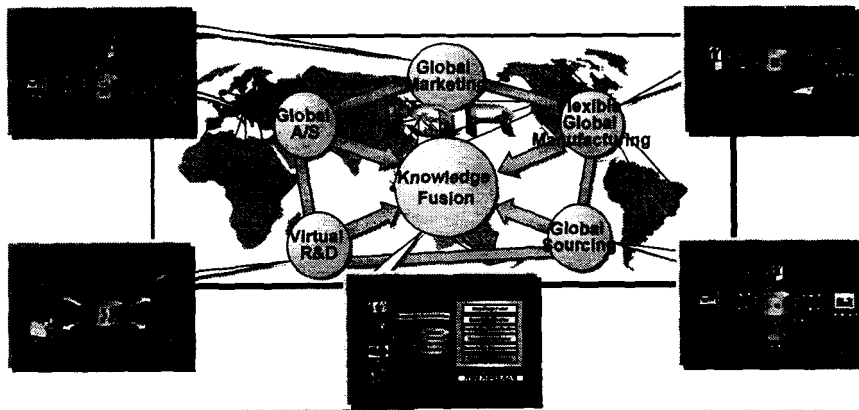 Global
Marketing
Global
A/S
Flexible
Global
Manufacturing
Knowledge
Fusion
Virtual
R&D
Global
Sourcing